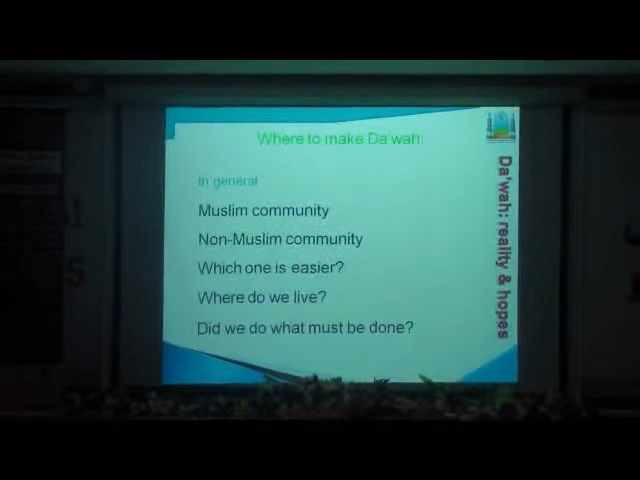 Where to make Da'wah:
In general
Muslim community
Non-Muslim community
Which one is easier?
Where do we live?
Did we do what must be done?
Da'wah: reality & hopes